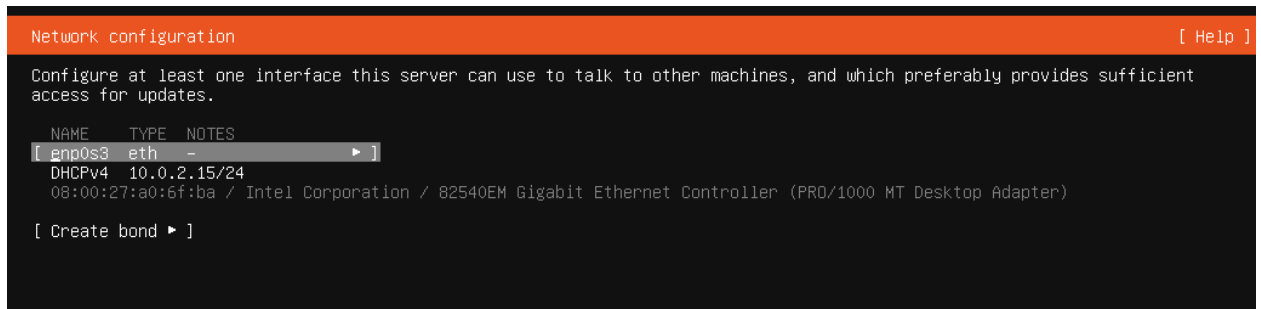 Network configuration [ Help ]
Configure at least one interface this server can use to talk to other machines, and which preferably provides sufficient
access for updates.
NAME TYPE NOTES
[ enp0s3 eth - ▸ ]
DHCPv4 10.0.2.15/24
08:00:27:a0:6f:ba / Intel Corporation / 82540EM Gigabit Ethernet Controller (PRO/1000 MT Desktop Adapter)
[ Create bond ▸ ]